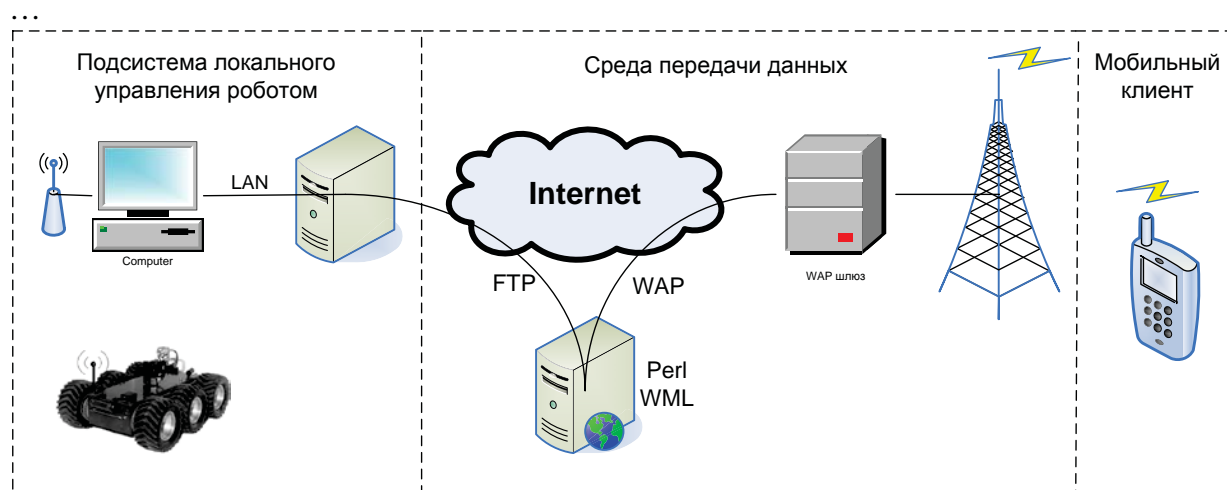 ...
Подсистема локального
управления роботом
Среда передачи данных
Мобильный
клиент
LAN
Internet
Computer
FTP
WAP
WAP шлюз
Perl
WML